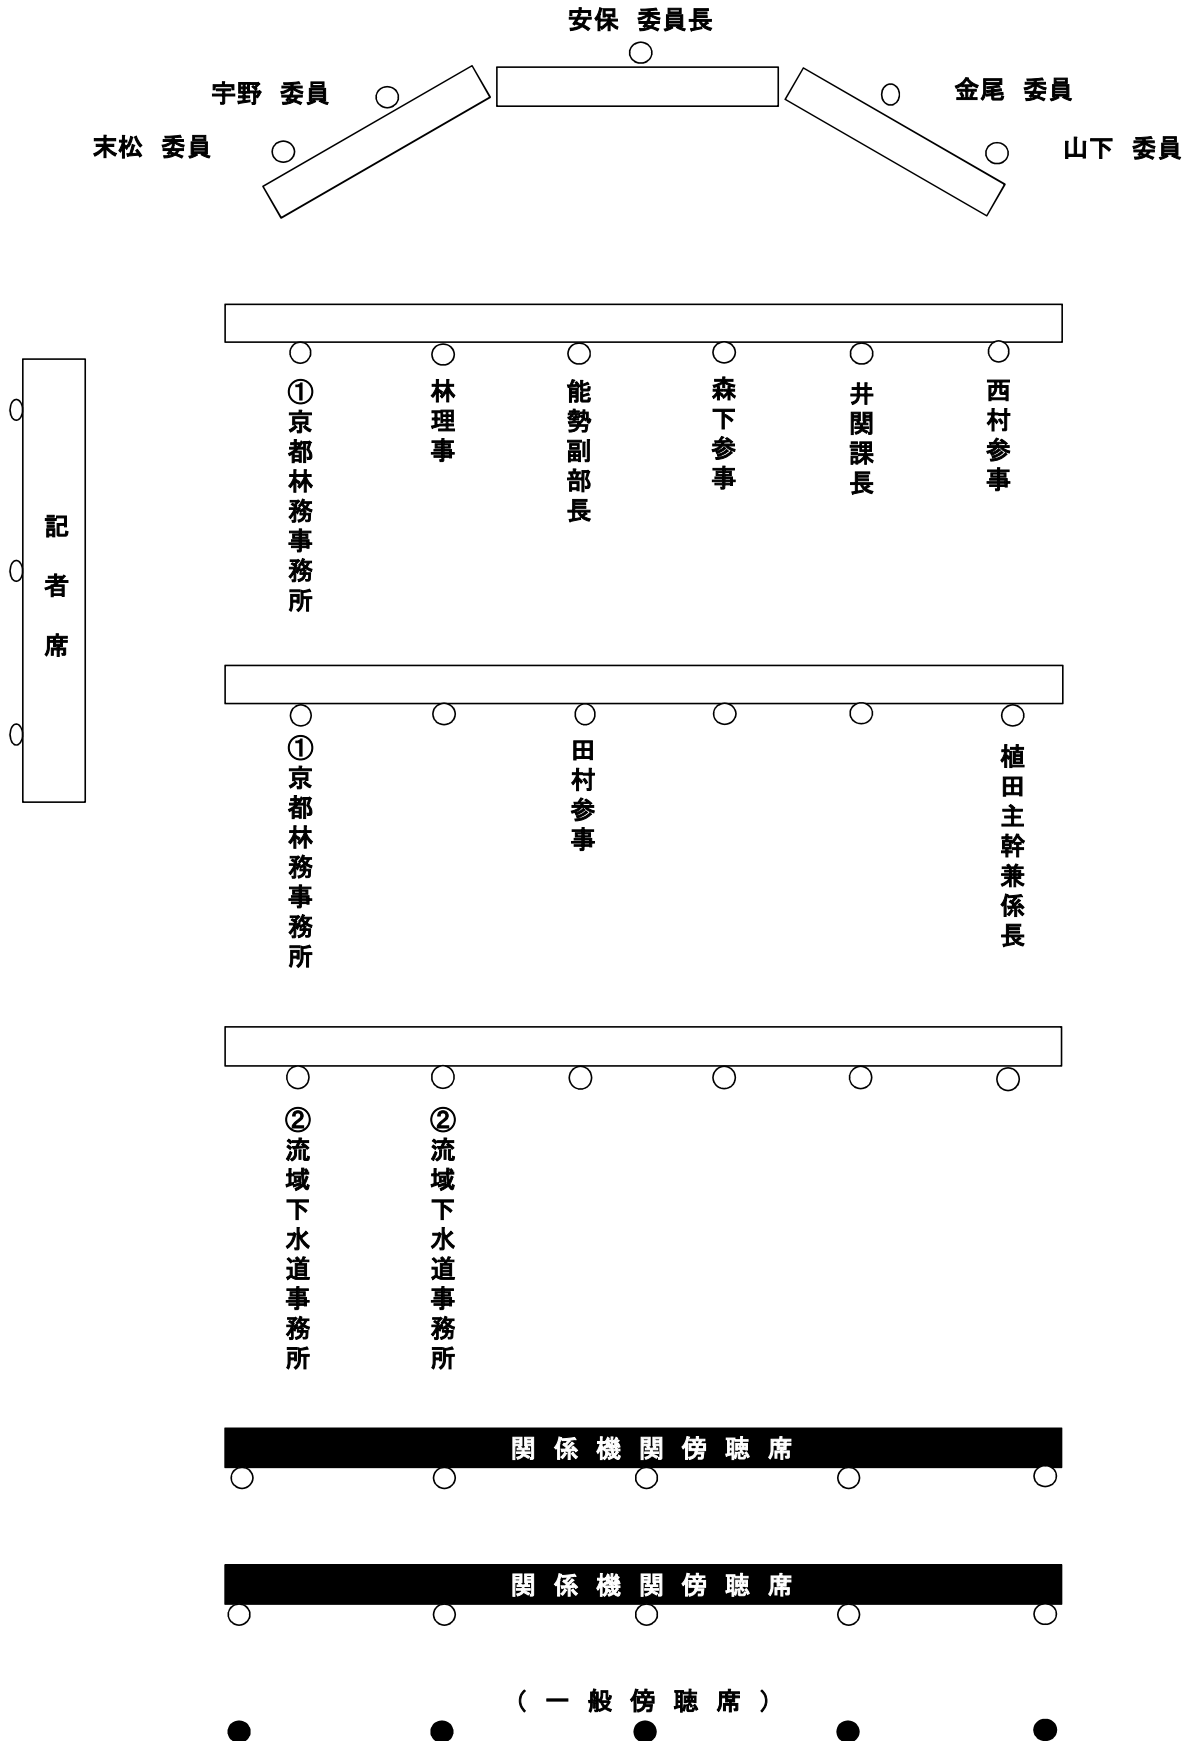 安保 委員長
宇野 委員
金尾 委員
末松 委員
山下 委員
①京都林務事務所
林理事
能勢副部長
森下参事
井関課長
西村参事
記者席
①京都林務事務所
田村参事
植田主幹兼係長
②流域下水道事務所
②流域下水道事務所
関係機関傍聴席
関係機関傍聴席
（一般傍聴席）